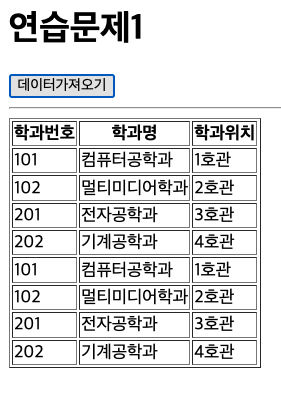 연습문제1
데이터가져오기
학과번호 학과명 학과위치
101 컴퓨터공학과 1호관
102 멀티미디어학과 2호관
201 전자공학과 3호관
202 기계공학과 4호관
101 컴퓨터공학과 1호관
102 멀티미디어학과 2호관
201 전자공학과 3호관
202 기계공학과 4호관